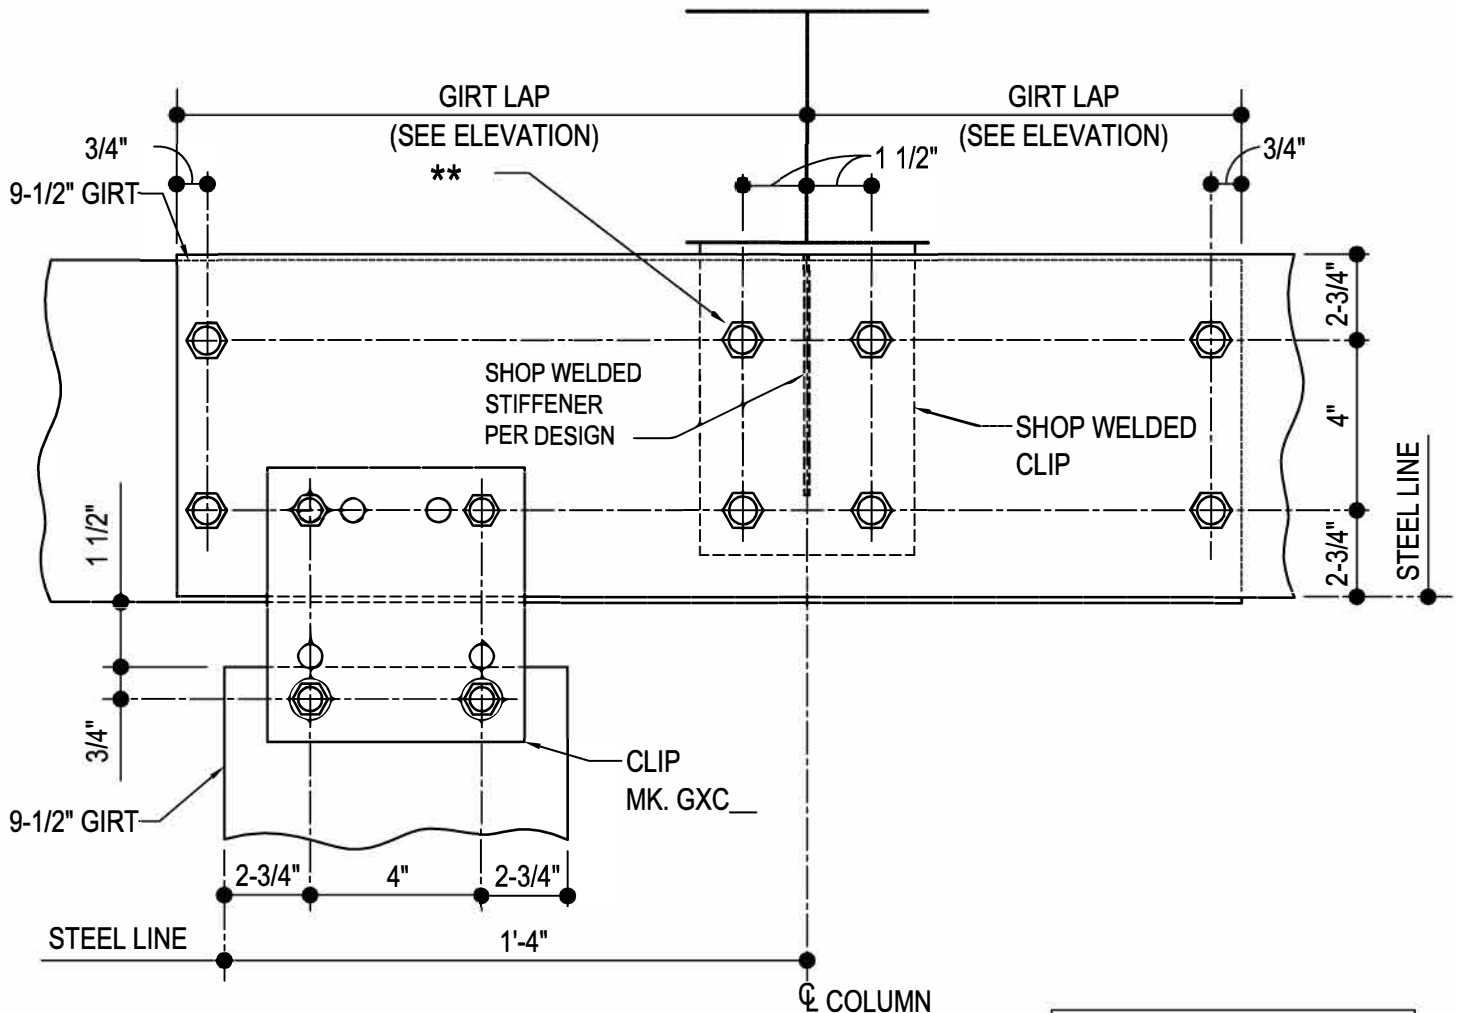 GIRT LAP
(SEE ELEVATION)
GIRT LAP
(SEE ELEVATION)
3/4"
**
1 1/2"
3/4"
9-1/2" GIRT
2-3/4"
SHOP WELDED
STIFFENER
PER DESIGN
SHOP WELDED
CLIP
4"
STEEL LINE
1 1/2"
2-3/4"
3/4"
CLIP
MK. GXC__
9-1/2" GIRT
2-3/4"
4"
2-3/4"
STEEL LINE
1'-4"
℄ COLUMN